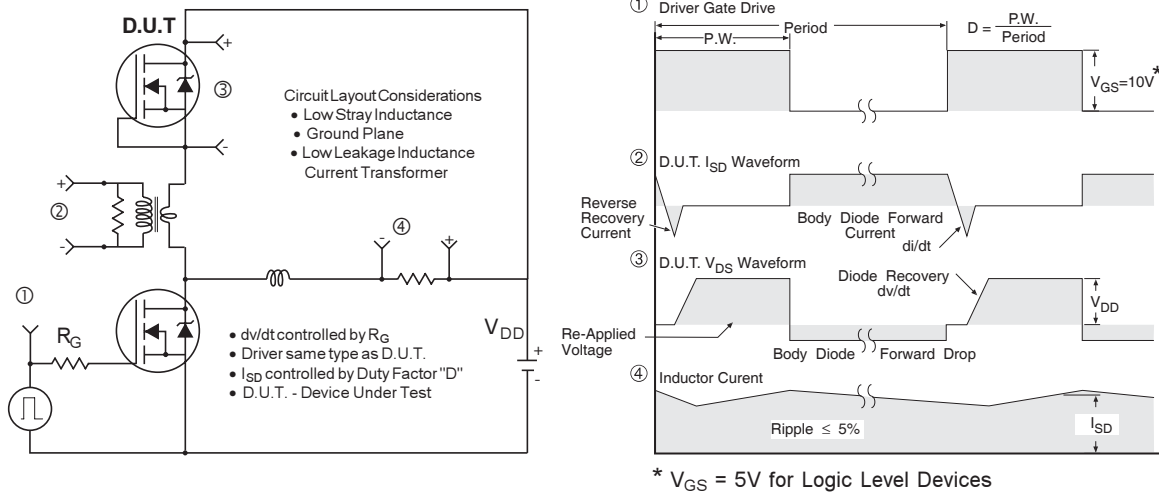 D.U.T
+
③
-
Circuit Layout Considerations
• Low Stray Inductance
• Ground Plane
• Low Leakage Inductance
Current Transformer
+
②
-
④
-
+
①
R_G
• dv/dt controlled by R_G
• Driver same type as D.U.T.
• I_SD controlled by Duty Factor "D"
• D.U.T. - Device Under Test
V_DD
+
-
① Driver Gate Drive
P.W.
Period
D = P.W. / Period
V_GS=10V*
② D.U.T. I_SD Waveform
Reverse
Recovery
Current
Body Diode Forward
Current
di/dt
③ D.U.T. V_DS Waveform
Diode Recovery
dv/dt
V_DD
Re-Applied
Voltage
Body Diode Forward Drop
④ Inductor Curent
Ripple ≤ 5%
I_SD
* V_GS = 5V for Logic Level Devices